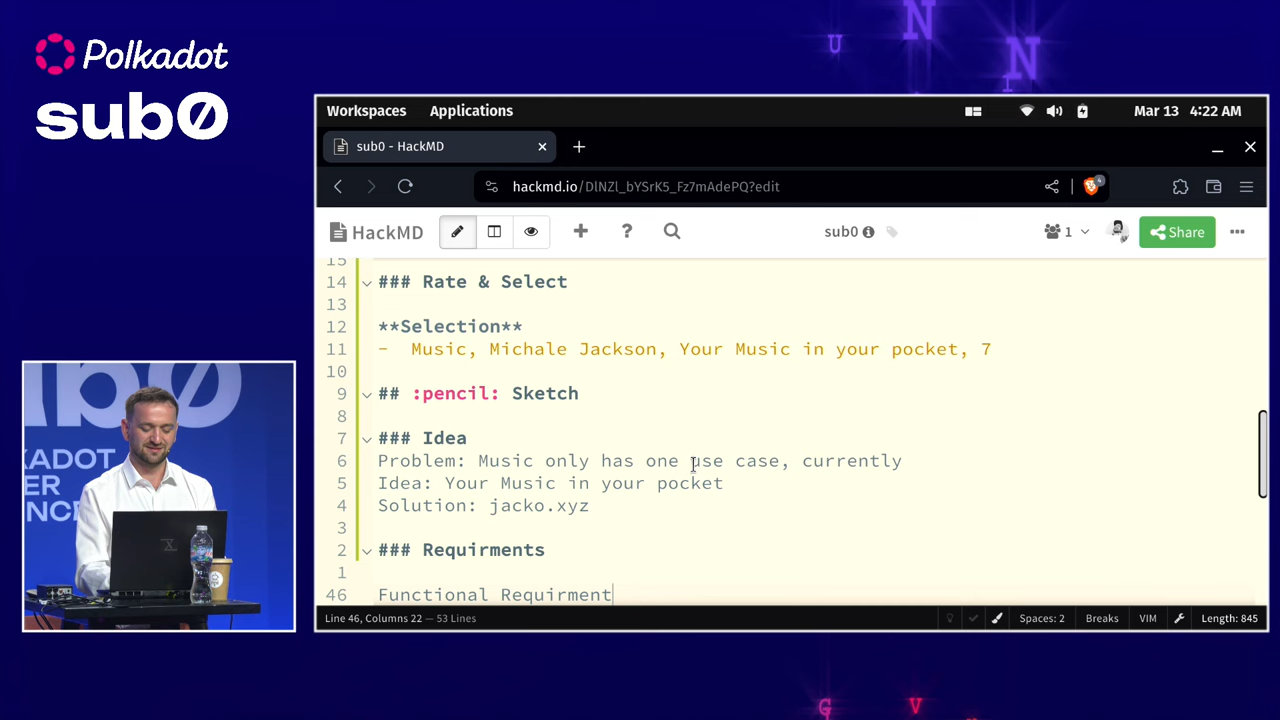 Polkadot
sub0
U
N
N
I
Workspaces Applications
Mar 13 4:22 AM
sub0 - HackMD
hackmd.io/DlNZl_bYSrK5_Fz7mAdePQ?edit
4
HackMD
sub0
1
Share
15
14 ### Rate & Select
13
12 **Selection**
11 - Music, Michale Jackson, Your Music in your pocket, 7
10
9 ## :pencil: Sketch
8
7 ### Idea
6 Problem: Music only has one use case, currently
5 Idea: Your Music in your pocket
4 Solution: jacko.xyz
3
2 ### Requirments
1
46 Functional Requirment
Line 46, Columns 22 — 53 Lines
Spaces: 2 Breaks VIM Length: 845
G
V